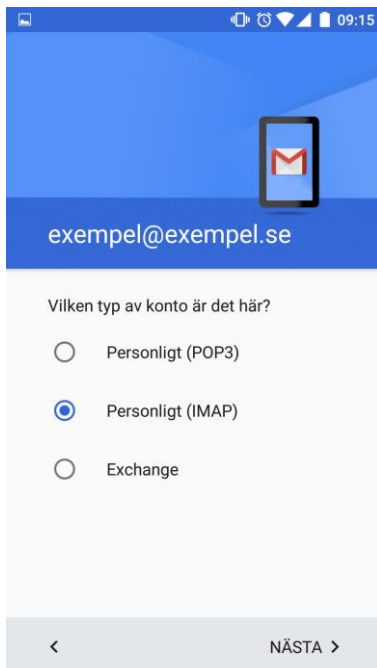 09:15
exempel@exempel.se
Vilken typ av konto är det här?
Personligt (POP3)
Personligt (IMAP)
Exchange
NÄSTA